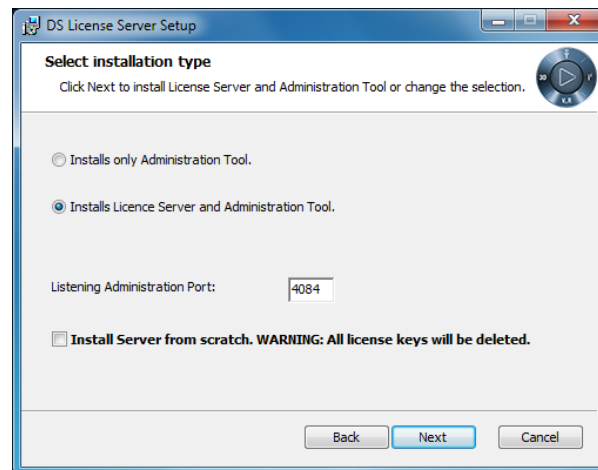 DS License Server Setup
Select installation type
Click Next to install License Server and Administration Tool or change the selection.
3D
V,R
Installs only Administration Tool.
Installs Licence Server and Administration Tool.
Listening Administration Port:
4084
Install Server from scratch. WARNING: All license keys will be deleted.
Back
Next
Cancel